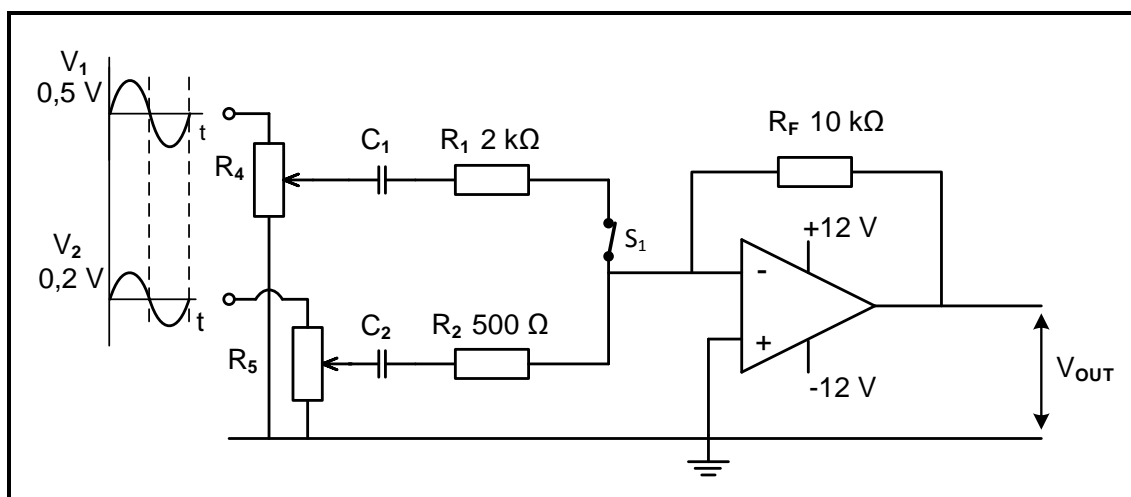 V1
0,5 V
t
V2
0,2 V
t
R4
C1
R1 2 kΩ
S1
RF 10 kΩ
+12 V
-
+
-12 V
R5
C2
R2 500 Ω
VOUT